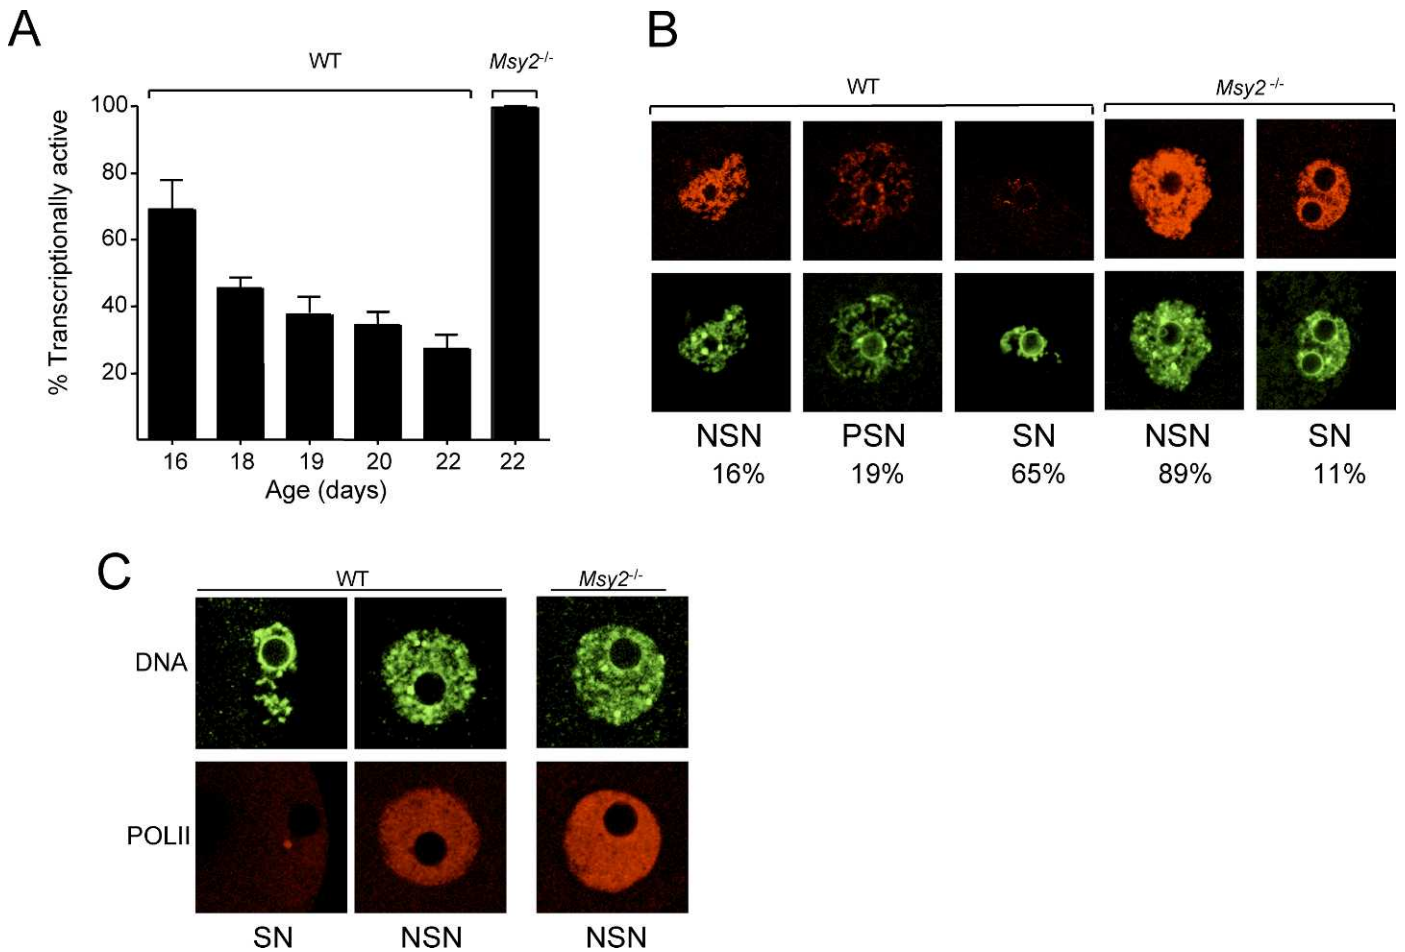 A
WT
Msy2-/-
% Transcriptionally active
100
80
60
40
20
16
18
19
20
22
22
Age (days)
B
WT
Msy2-/-
NSN
PSN
SN
NSN
SN
16%
19%
65%
89%
11%
C
WT
Msy2-/-
DNA
POLII
SN
NSN
NSN